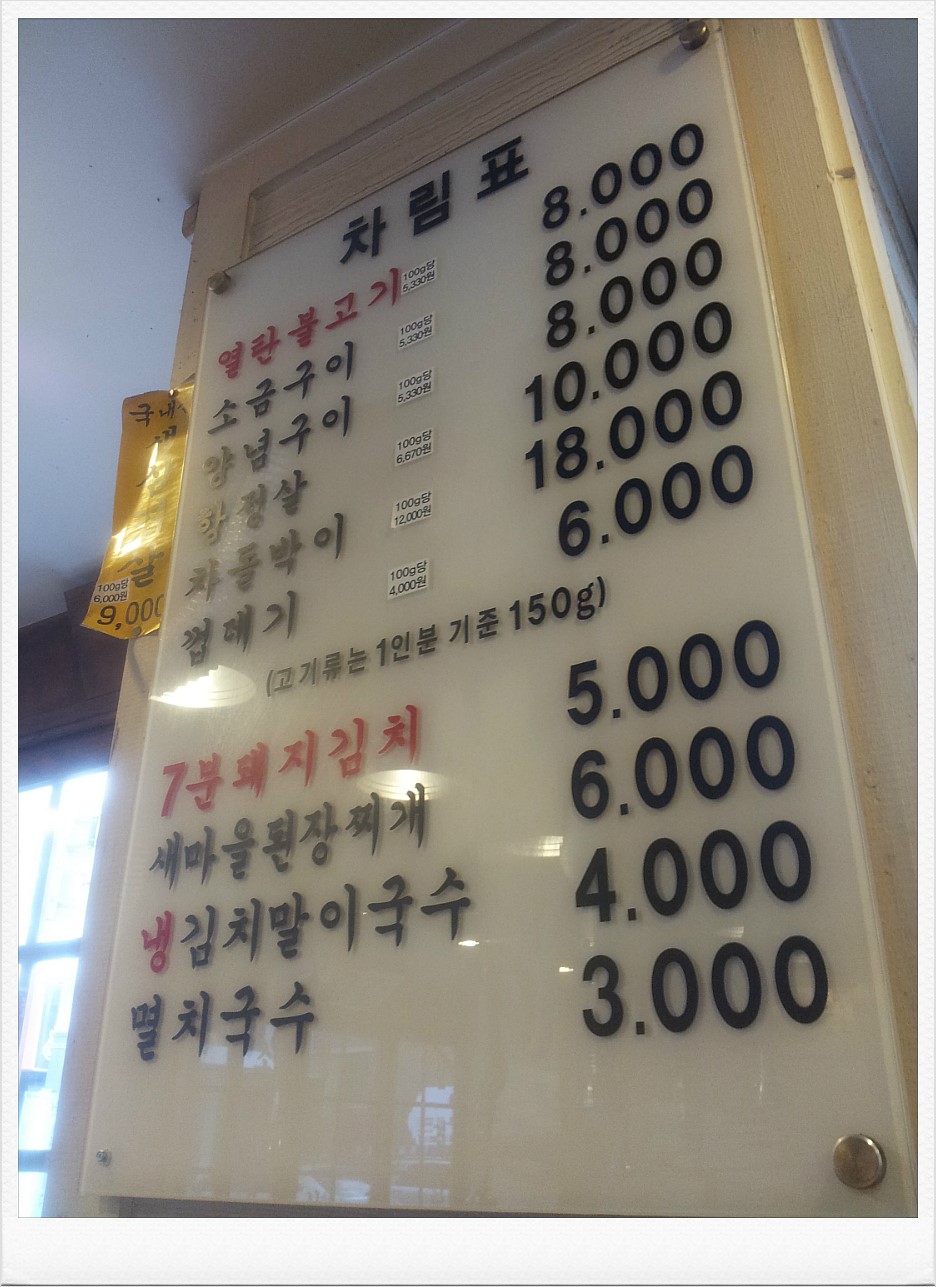 차림표
열탄불고기 100g당 5,330원 8.000
소금구이 100g당 5,330원 8.000
양념구이 100g당 5,330원 8.000
항정살 100g당 6,670원 10.000
차돌박이 100g당 12,000원 18.000
껍데기 100g당 4,000원 6.000
(고기류는 1인분 기준 150g)
7분돼지김치 5.000
새마을된장찌개 6.000
냉김치말이국수 4.000
멸치국수 3.000
국내
살
100g당
6,000원
9,000